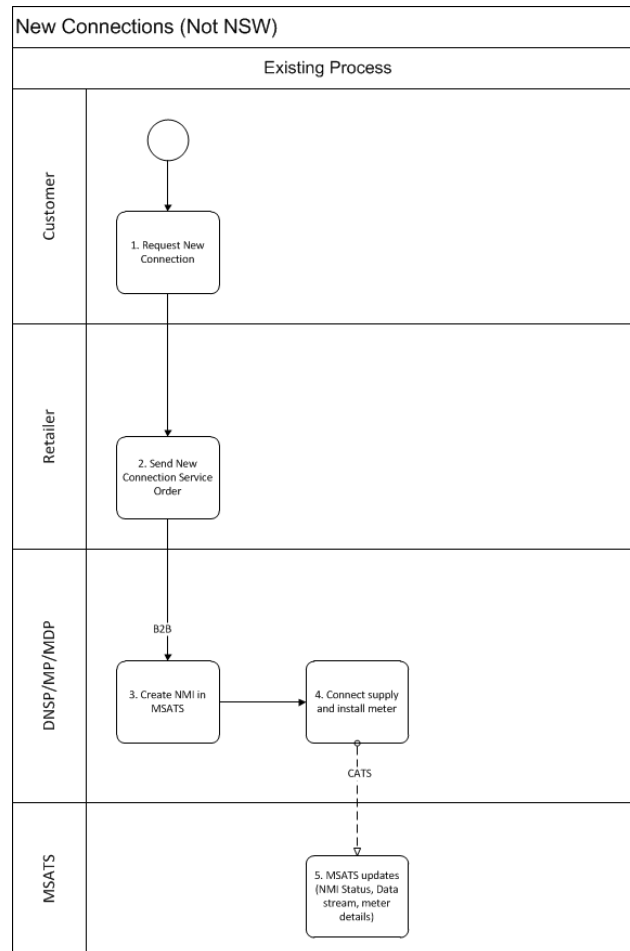 New Connections (Not NSW)
Existing Process
Customer
1. Request New
Connection
Retailer
2. Send New
Connection Service
Order
DNSP/MP/MDP
B2B
3. Create NMI in
MSATS
4. Connect supply
and install meter
CATS
MSATS
5. MSATS updates
(NMI Status, Data
stream, meter
details)